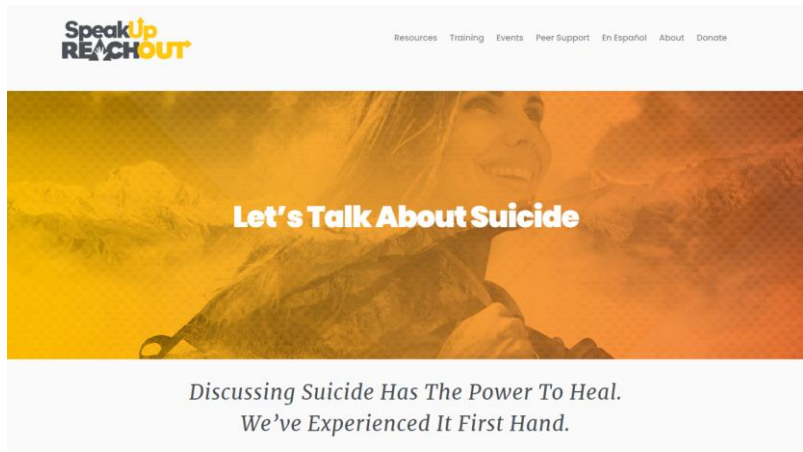 SpeakUp
REACHOUT
Resources Training Events Peer Support En Español About Donate
Let's Talk About Suicide
Discussing Suicide Has The Power To Heal.
We've Experienced It First Hand.